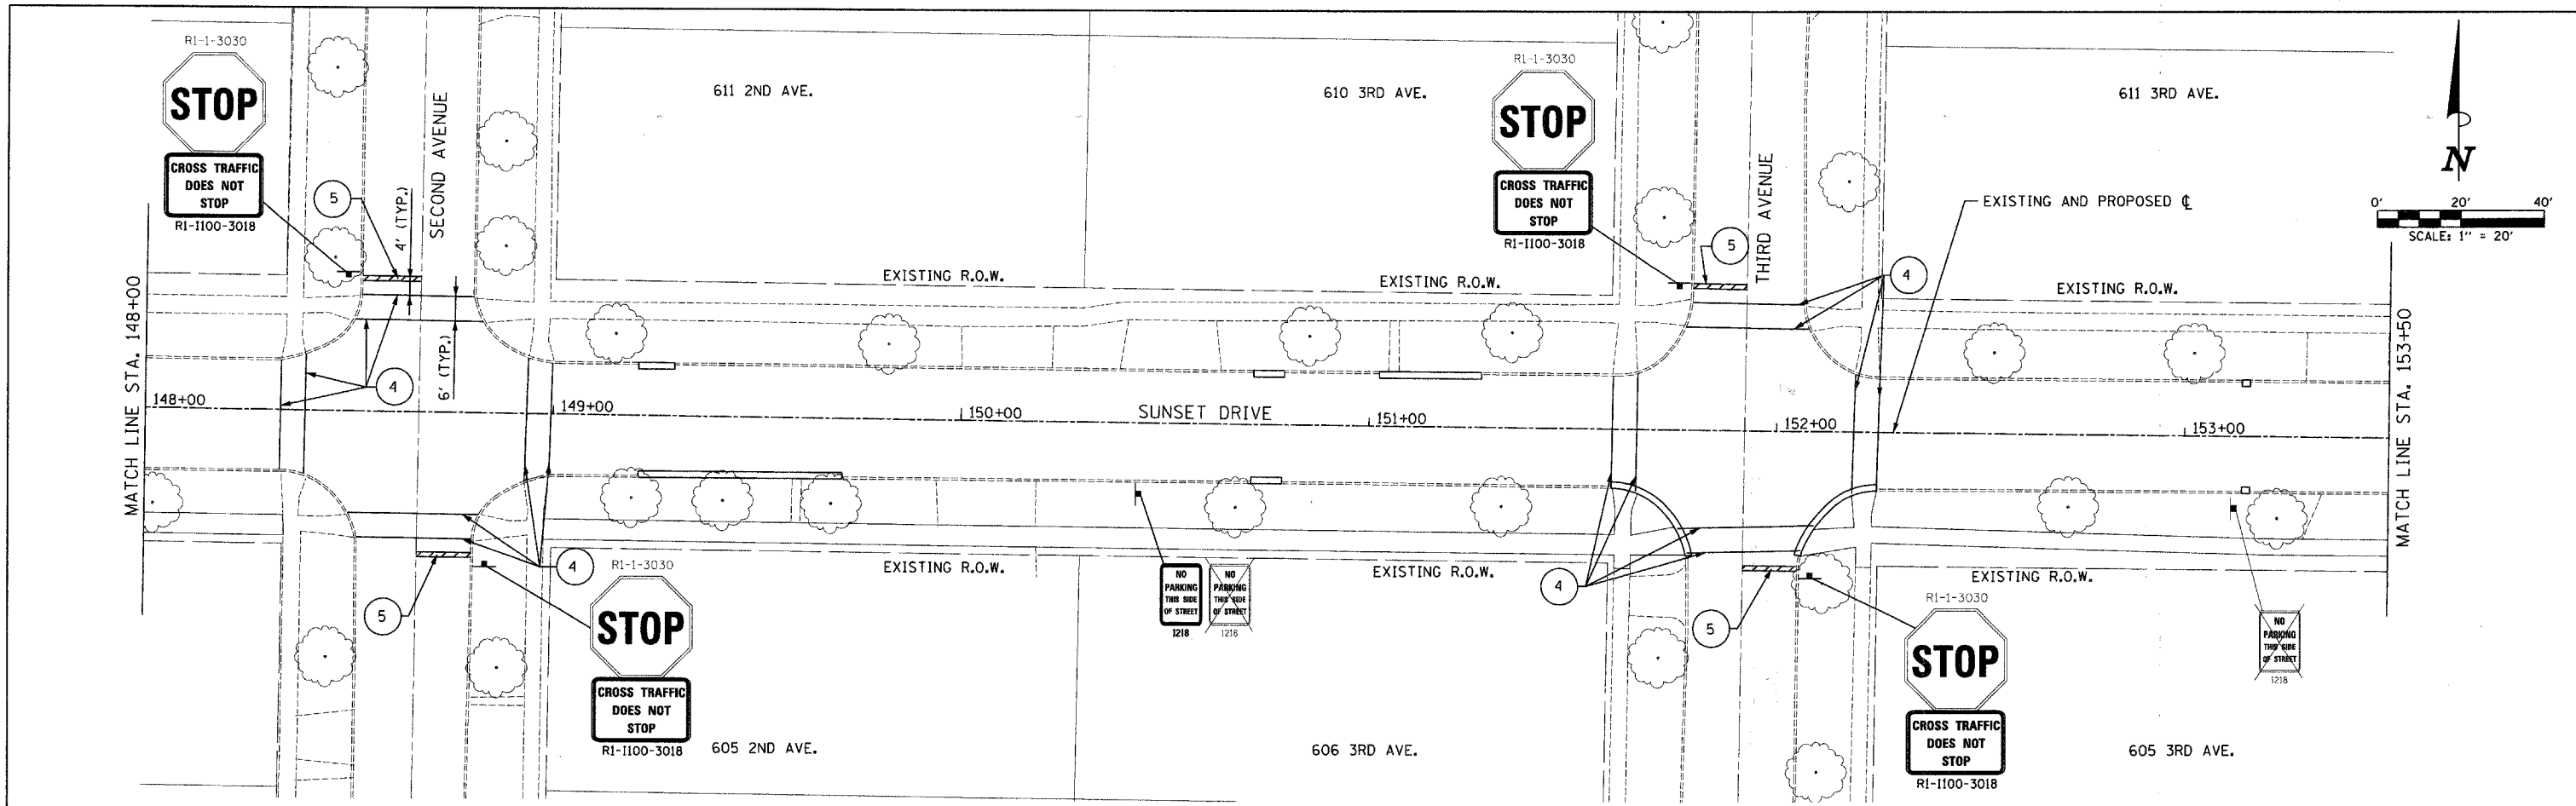 R1-1-3030
STOP
CROSS TRAFFIC
DOES NOT
STOP
R1-I100-3018
5
4' (TYP.)
SECOND AVENUE
611 2ND AVE.
610 3RD AVE.
R1-1-3030
STOP
CROSS TRAFFIC
DOES NOT
STOP
R1-I100-3018
5
THIRD AVENUE
611 3RD AVE.
EXISTING AND PROPOSED ℄
N
0' 20' 40'
SCALE: 1" = 20'
4
EXISTING R.O.W.
EXISTING R.O.W.
EXISTING R.O.W.
MATCH LINE STA. 148+00
4
6' (TYP.)
148+00
149+00
150+00
SUNSET DRIVE
151+00
152+00
153+00
MATCH LINE STA. 153+50
5
4
R1-1-3030
STOP
CROSS TRAFFIC
DOES NOT
STOP
R1-I100-3018
EXISTING R.O.W.
NO
PARKING
THIS SIDE
OF STREET
1218
NO
PARKING
THIS SIDE
OF STREET
1218
EXISTING R.O.W.
4
5
EXISTING R.O.W.
R1-1-3030
STOP
CROSS TRAFFIC
DOES NOT
STOP
R1-I100-3018
NO
PARKING
THIS SIDE
OF STREET
1218
605 2ND AVE.
606 3RD AVE.
605 3RD AVE.